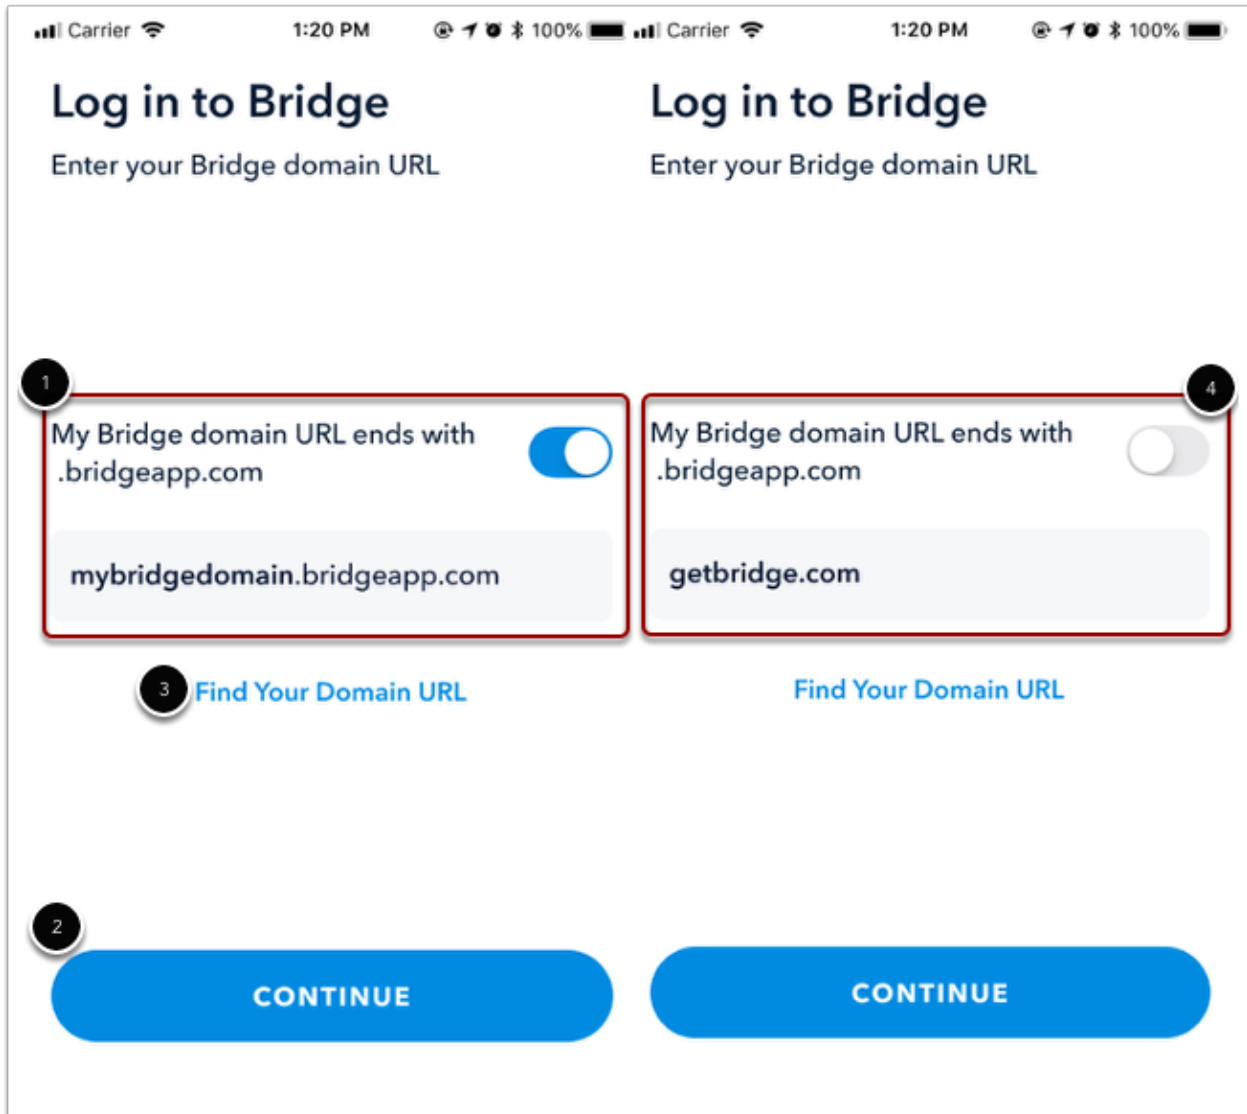 Carrier 1:20 PM 100%
Log in to Bridge
Enter your Bridge domain URL
1
My Bridge domain URL ends with
.bridgeapp.com
mybridgedomain.bridgeapp.com
3
Find Your Domain URL
2
CONTINUE
Carrier 1:20 PM 100%
Log in to Bridge
Enter your Bridge domain URL
4
My Bridge domain URL ends with
.bridgeapp.com
getbridge.com
Find Your Domain URL
CONTINUE